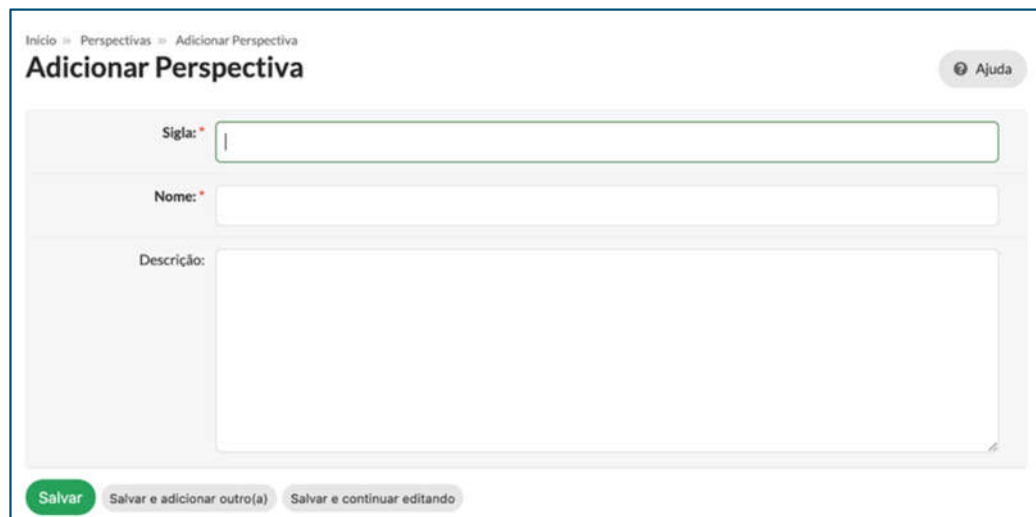 Início » Perspectivas » Adicionar Perspectiva
Adicionar Perspectiva
Ajuda
Sigla: *
Nome: *
Descrição:
Salvar Salvar e adicionar outro(a) Salvar e continuar editando